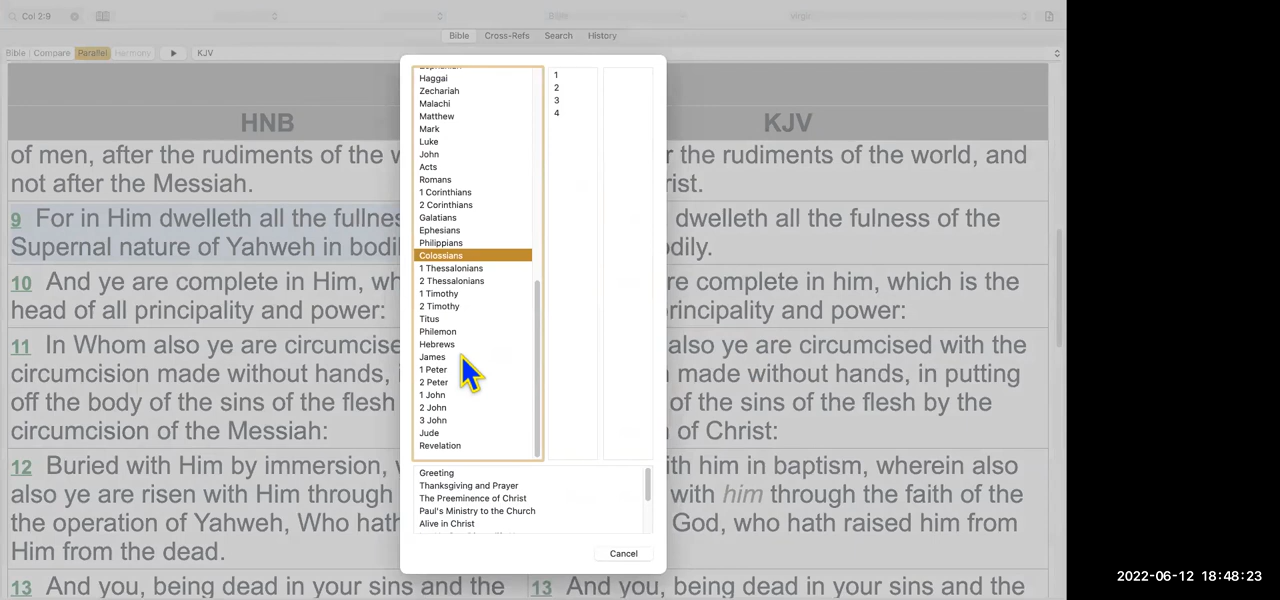 Col 2:9
Bible
Virgir
Bible Cross-Refs Search History
Bible Compare Parallel Harmony KJV
HNB KJV
of men, after the rudiments of the w
not after the Messiah.
9 For in Him dwelleth all the fullnes
Supernal nature of Yahweh in bodil
10 And ye are complete in Him, wh
head of all principality and power:
11 In Whom also ye are circumcise
circumcision made without hands, i
off the body of the sins of the flesh
circumcision of the Messiah:
12 Buried with Him by immersion, w
also ye are risen with Him through
the operation of Yahweh, Who hath
Him from the dead.
13 And you, being dead in your sins and the
Haggai
Zechariah
Malachi
Matthew
Mark
Luke
John
Acts
Romans
1 Corinthians
2 Corinthians
Galatians
Ephesians
Philippians
Colossians
1 Thessalonians
2 Thessalonians
1 Timothy
2 Timothy
Titus
Philemon
Hebrews
James
1 Peter
2 Peter
1 John
2 John
3 John
Jude
Revelation
1
2
3
4
Greeting
Thanksgiving and Prayer
The Preeminence of Christ
Paul's Ministry to the Church
Alive in Christ
Cancel
r the rudiments of the world, and
rist.
dwelleth all the fulness of the
odily.
re complete in him, which is the
principality and power:
also ye are circumcised with the
n made without hands, in putting
of the sins of the flesh by the
n of Christ:
ith him in baptism, wherein also
with him through the faith of the
God, who hath raised him from
13 And you, being dead in your sins and the
2022-06-12 18:48:23